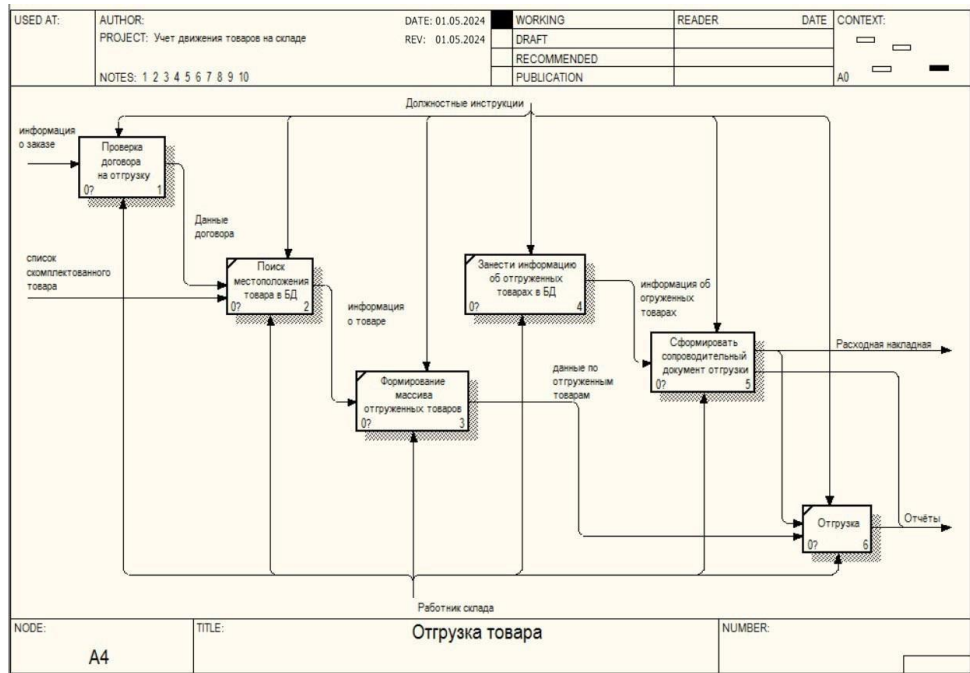 USED AT:
AUTHOR:
DATE: 01.05.2024
PROJECT: Учет движения товаров на складе
REV: 01.05.2024
NOTES: 1 2 3 4 5 6 7 8 9 10
WORKING
DRAFT
RECOMMENDED
PUBLICATION
READER
DATE
CONTEXT:
A0
Должностные инструкции
информация
о заказе
Проверка
договора
на отгрузку
0?
1
Данные
договора
список
скомплектованного
товара
Поиск
местоположения
товара в БД
0?
2
информация
о товаре
Занести информацию
об отгруженных
товарах в БД
0?
4
информация об
огруженных
товарах
Сформировать
сопроводительный
документ отгрузки
0?
5
Расходная накладная
Формирование
массива
отгруженных товаров
0?
3
данные по
отгруженным
товарам
Отгрузка
0?
6
Отчёты
Работник склада
NODE:
A4
TITLE:
Отгрузка товара
NUMBER: